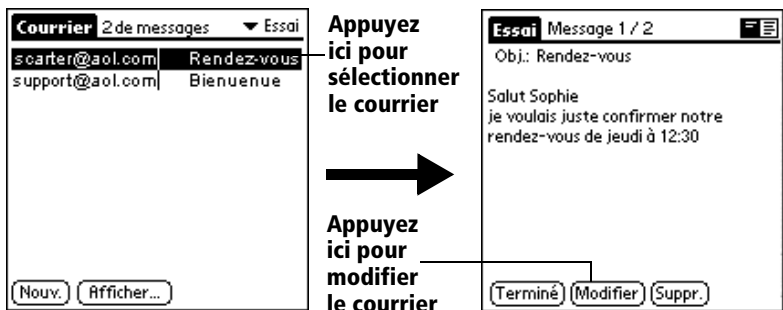 Courrier 2 de messages Essai
scarter@aol.com Rendez-vous
support@aol.com Bienuenue
Nouv. Afficher...
Appuyez
ici pour
sélectionner
le courrier
Appuyez
ici pour
modifier
le courrier
Essai Message 1 / 2
Obj.: Rendez-vous
Salut Sophie
je voulais juste confirmer notre
rendez-vous de jeudi à 12:30
Terminé Modifier Suppr.